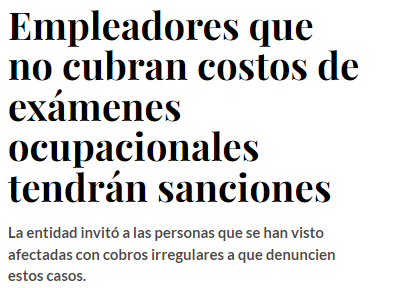 Empleadores que
no cubran costos de
exámenes
ocupacionales
tendrán sanciones
La entidad invitó a las personas que se han visto
afectadas con cobros irregulares a que denuncien
estos casos.